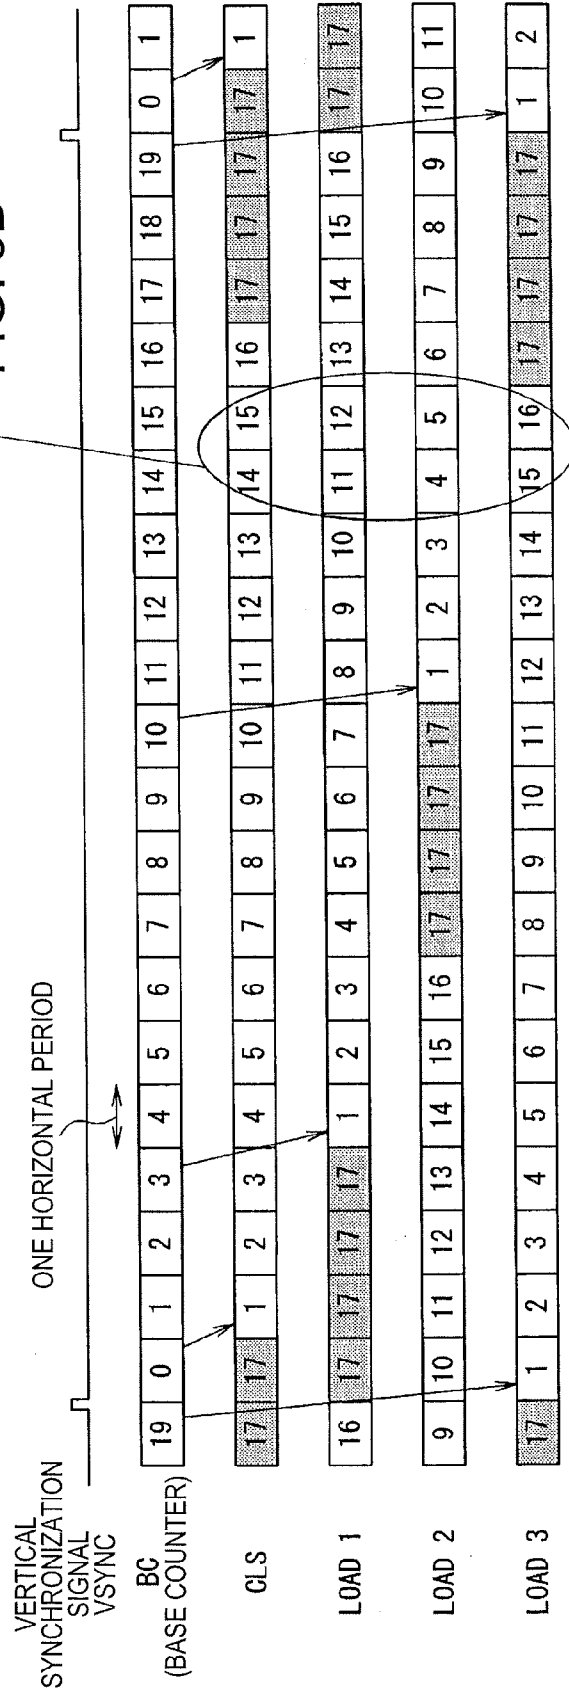 ONE HORIZONTAL PERIOD
VERTICAL
SYNCHRONIZATION
SIGNAL
VSYNC
BC
(BASE COUNTER)
19 0 1 2 3 4 5 6 7 8 9 10 11 12 13 14 15 16 17 18 19 0 1
CLS 17 17 1 2 3 4 5 6 7 8 9 10 11 12 13 14 15 16 17 17 17 17 1
LOAD 1 16 17 17 17 17 1 2 3 4 5 6 7 8 9 10 11 12 13 14 15 16 17 17
LOAD 2 9 10 11 12 13 14 15 16 17 17 17 17 1 2 3 4 5 6 7 8 9 10 11
LOAD 3 17 1 2 3 4 5 6 7 8 9 10 11 12 13 14 15 16 17 17 17 17 1 2